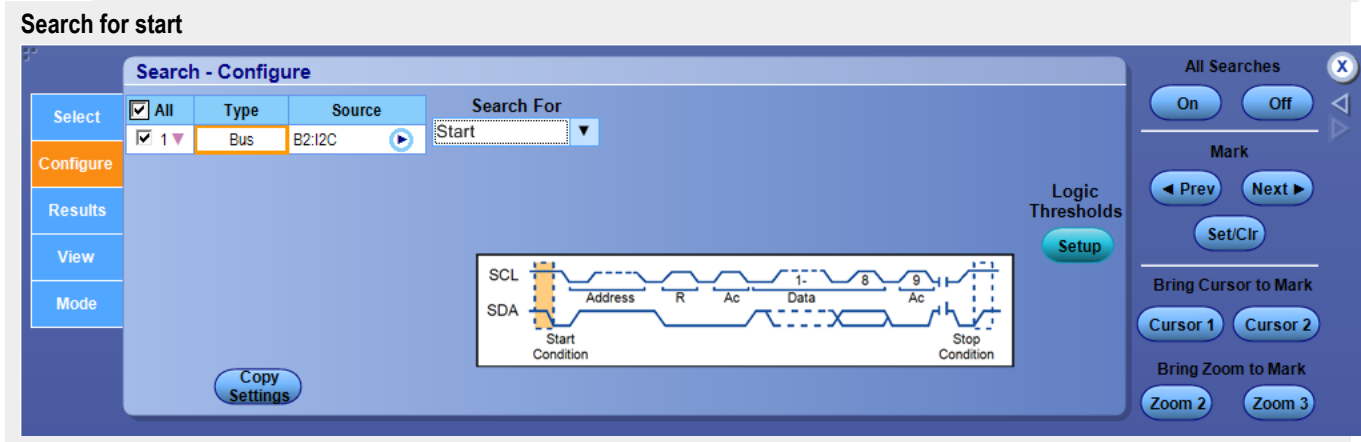 Search for start
Search - Configure
All Searches
X
On Off
Select
Configure
Results
View
Mode
All Type Source
1 Bus B2:I2C
Search For
Start
Logic
Thresholds
Setup
SCL
1- 8 9
Address R Ac Data Ac
SDA
Start
Condition
Stop
Condition
Copy
Settings
Mark
Prev Next
Set/Clr
Bring Cursor to Mark
Cursor 1 Cursor 2
Bring Zoom to Mark
Zoom 2 Zoom 3